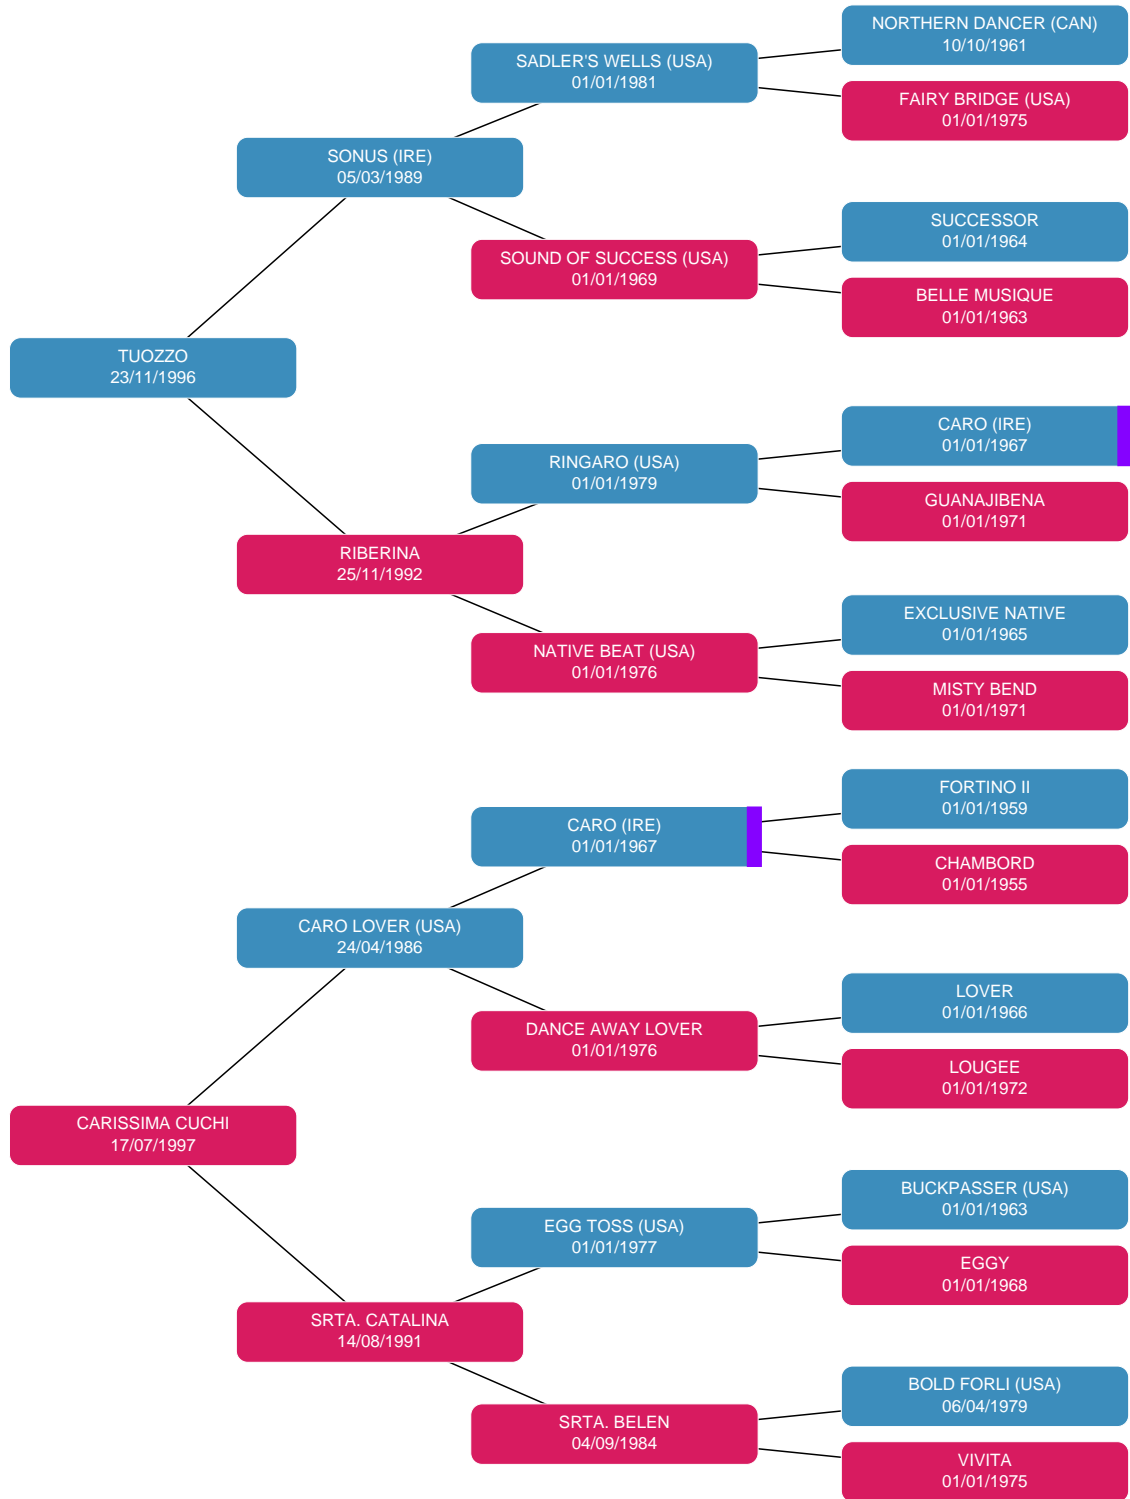 NORTHERN DANCER (CAN)
10/10/1961
SADLER'S WELLS (USA)
01/01/1981
FAIRY BRIDGE (USA)
01/01/1975
SONUS (IRE)
05/03/1989
SUCCESSOR
01/01/1964
SOUND OF SUCCESS (USA)
01/01/1969
BELLE MUSIQUE
01/01/1963
TUOZZO
23/11/1996
CARO (IRE)
01/01/1967
RINGARO (USA)
01/01/1979
GUANAJIBENA
01/01/1971
RIBERINA
25/11/1992
EXCLUSIVE NATIVE
01/01/1965
NATIVE BEAT (USA)
01/01/1976
MISTY BEND
01/01/1971
FORTINO II
01/01/1959
CARO (IRE)
01/01/1967
CHAMBORD
01/01/1955
CARO LOVER (USA)
24/04/1986
LOVER
01/01/1966
DANCE AWAY LOVER
01/01/1976
LOUGEE
01/01/1972
CARISSIMA CUCHI
17/07/1997
BUCKPASSER (USA)
01/01/1963
EGG TOSS (USA)
01/01/1977
EGGY
01/01/1968
SRTA. CATALINA
14/08/1991
BOLD FORLI (USA)
06/04/1979
SRTA. BELEN
04/09/1984
VIVITA
01/01/1975